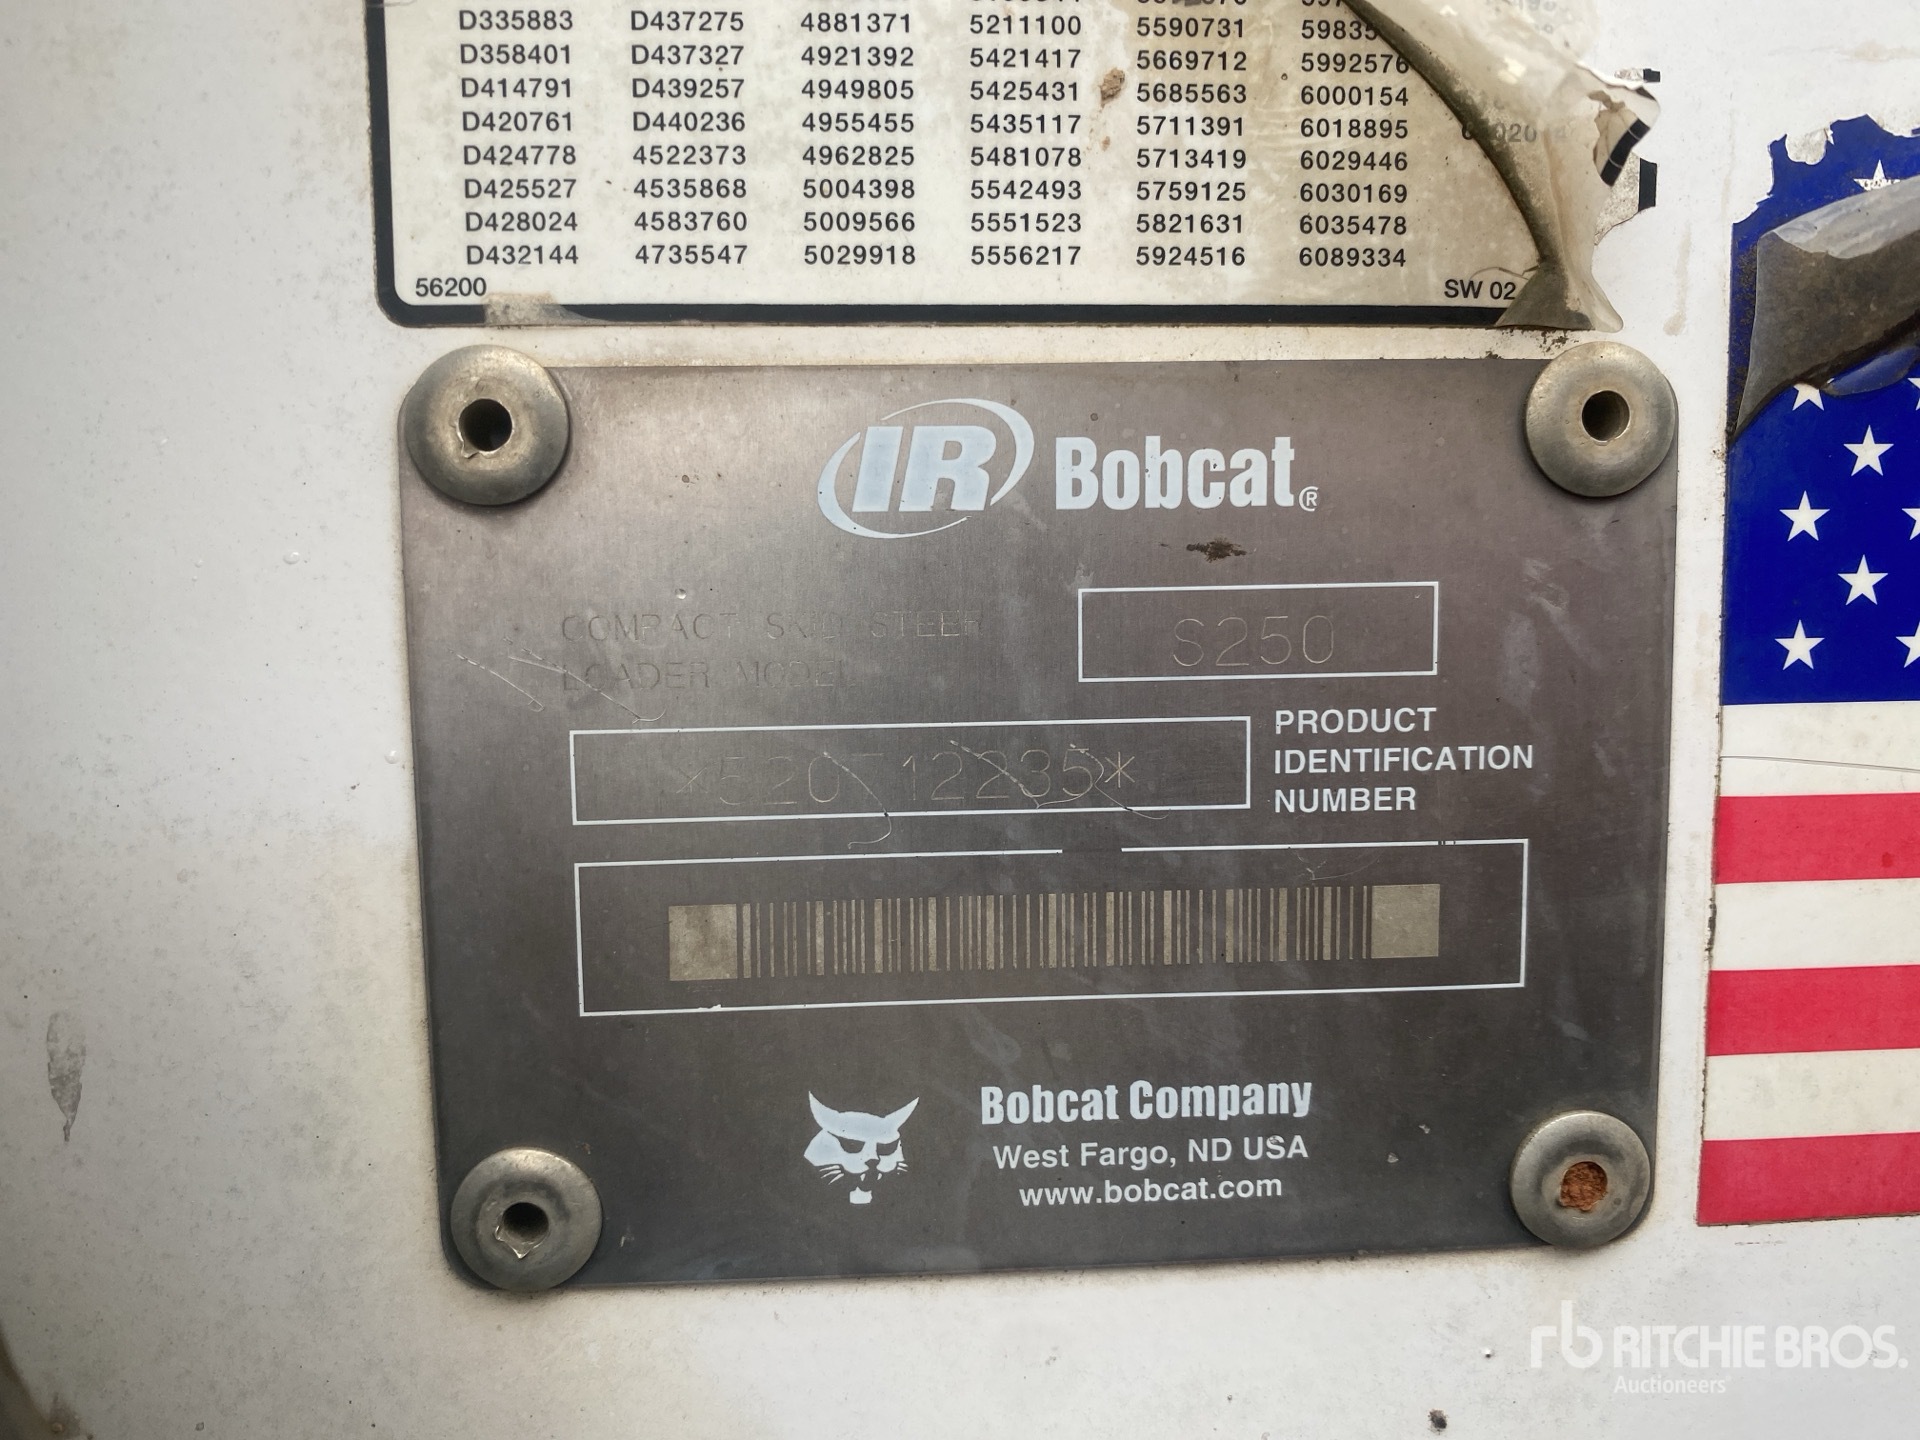 D335883 D437275 4881371 5211100 5590731
D358401 D437327 4921392 5421417 5669712 5992576
D414791 D439257 4949805 5425431 5685563 6000154
D420761 D440236 4955455 5435117 5711391 6018895
D424778 4522373 4962825 5481078 5713419 6029446
D425527 4535868 5004398 5542493 5759125 6030169
D428024 4583760 5009566 5551523 5821631 6035478
D432144 4735547 5029918 5556217 5924516 6089334
56200 SW 02
IR Bobcat®
COMPACT SKID STEER
LOADER MODEL
S250
*520 12235*
PRODUCT
IDENTIFICATION
NUMBER
Bobcat Company
West Fargo, ND USA
www.bobcat.com
rb RITCHIE BROS.
Auctioneers